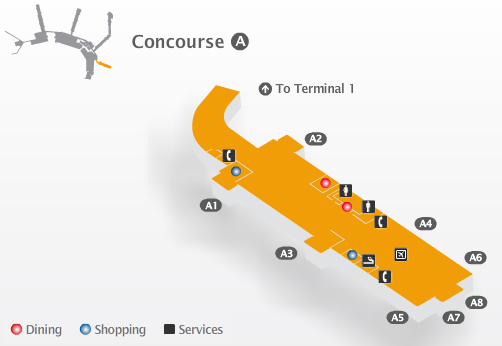 Concourse A
To Terminal 1
A2
A1
A4
A3
A6
A8
A5
A7
Dining
Shopping
Services